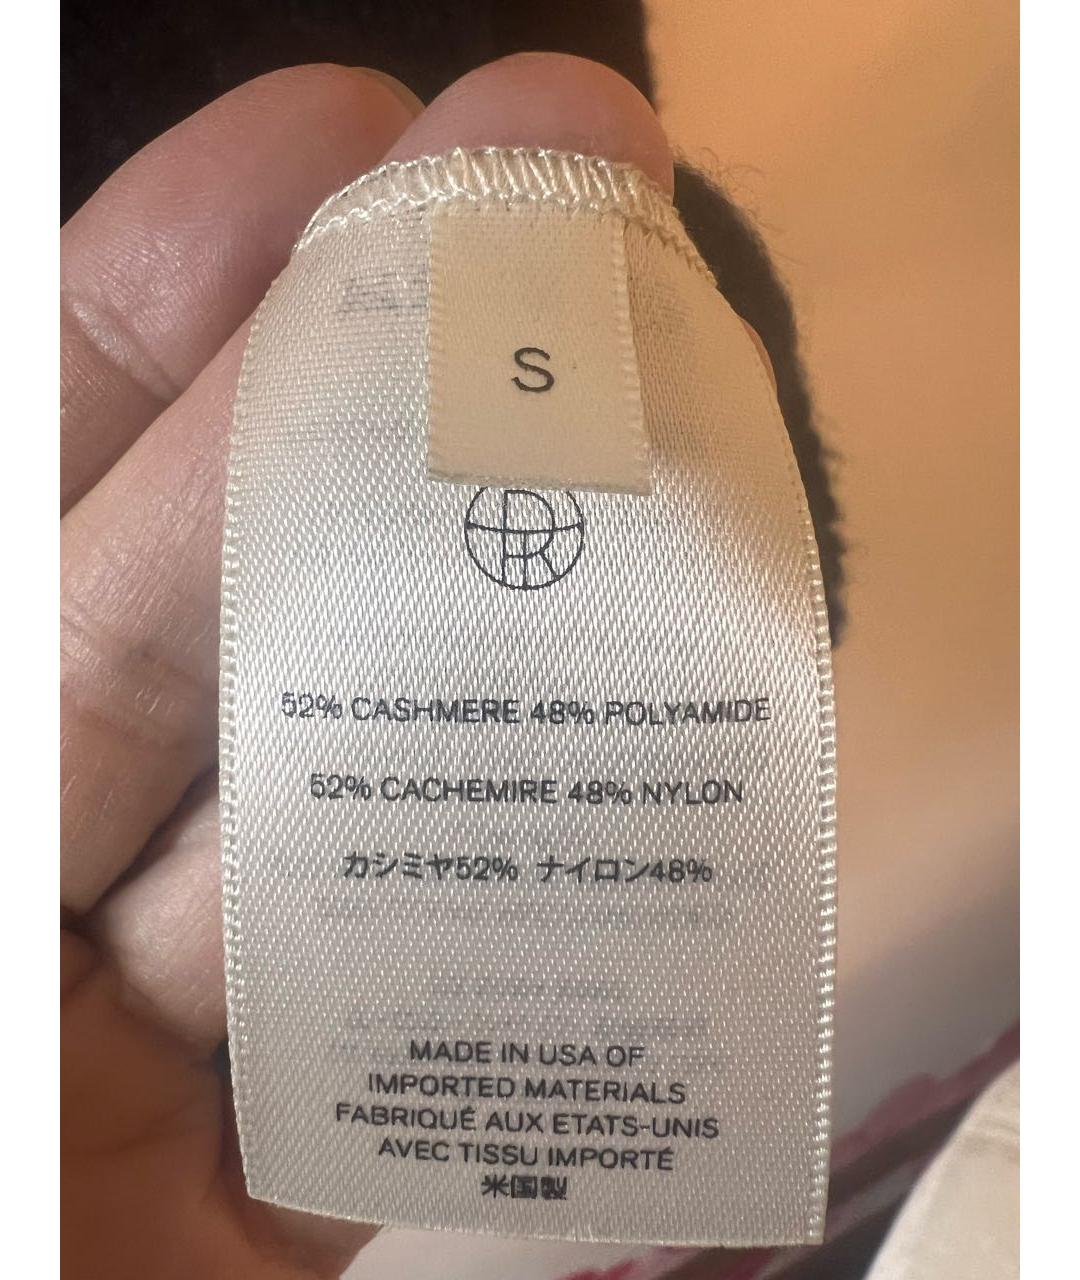 S
52% CASHMERE 48% POLYAMIDE
52% CACHEMIRE 48% NYLON
カシミヤ52% ナイロン48%
MADE IN USA OF
IMPORTED MATERIALS
FABRIQUÉ AUX ETATS-UNIS
AVEC TISSU IMPORTÉ
米国製